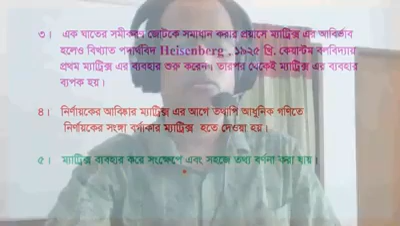 ৩। এক ঘাতের সমীকরণ জোটকে সমাধান করার প্রয়াসে ম্যাট্রিক্স এর আবির্ভাব
হলেও বিখ্যাত পদার্থবিদ Heisenberg , ১৯২৫ খ্রি. কোয়ান্টম বলবিদ্যায়
প্রথম ম্যাট্রিক্স এর ব্যবহার শুরু করেন। তারপর থেকেই ম্যাট্রিক্স এর ব্যবহার
ব্যপক হয়।
৪। নির্ণায়কের আবিষ্কার ম্যাট্রিক্স এর আগে তথাপি আধুনিক গণিতে
নির্ণায়কের সংঙ্গা বর্গাকার ম্যাট্রিক্স হতে দেওয়া হয়।
৫। ম্যাট্রিক্স ব্যবহার করে সংক্ষেপে এবং সহজে তথ্য বর্ণনা করা যায়।